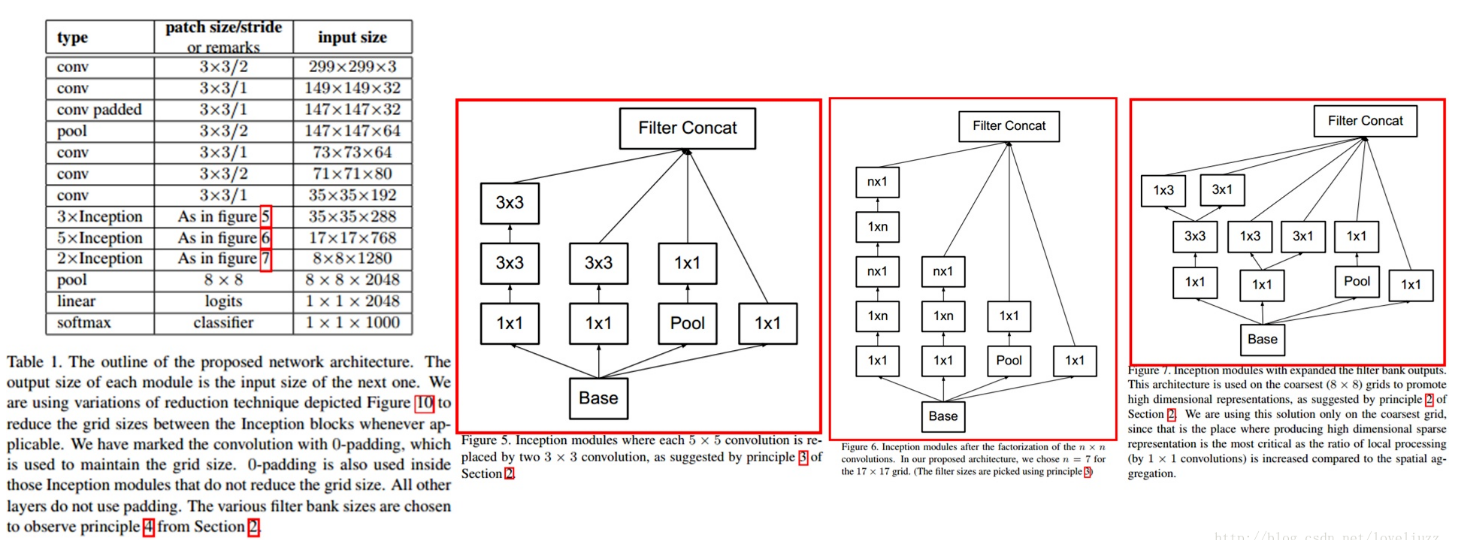 type patch size/stride or remarks input size
conv 3×3/2 299×299×3
conv 3×3/1 149×149×32
conv padded 3×3/1 147×147×32
pool 3×3/2 147×147×64
conv 3×3/1 73×73×64
conv 3×3/2 71×71×80
conv 3×3/1 35×35×192
3×Inception As in figure 5 35×35×288
5×Inception As in figure 6 17×17×768
2×Inception As in figure 7 8×8×1280
pool 8 × 8 8 × 8 × 2048
linear logits 1 × 1 × 2048
softmax classifier 1 × 1 × 1000
Table 1. The outline of the proposed network architecture. The
output size of each module is the input size of the next one. We
are using variations of reduction technique depicted Figure 10 to
reduce the grid sizes between the Inception blocks whenever ap-
plicable. We have marked the convolution with 0-padding, which
is used to maintain the grid size. 0-padding is also used inside
those Inception modules that do not reduce the grid size. All other
layers do not use padding. The various filter bank sizes are chosen
to observe principle 4 from Section 2.
Filter Concat
3x3
3x3 3x3 1x1
1x1 1x1 Pool 1x1
Base
Figure 5. Inception modules where each 5 × 5 convolution is re-
placed by two 3 × 3 convolution, as suggested by principle 3 of
Section 2.
Filter Concat
nx1
1xn
nx1 nx1
1xn 1xn 1x1
1x1 1x1 Pool 1x1
Base
Figure 6. Inception modules after the factorization of the n × n
convolutions. In our proposed architecture, we chose n = 7 for
the 17 × 17 grid. (The filter sizes are picked using principle 3)
Filter Concat
1x3 3x1
3x3 1x3 3x1 1x1
1x1 1x1 Pool 1x1
Base
Figure 7. Inception modules with expanded the filter bank outputs.
This architecture is used on the coarsest (8 × 8) grids to promote
high dimensional representations, as suggested by principle 2 of
Section 2. We are using this solution only on the coarsest grid,
since that is the place where producing high dimensional sparse
representation is the most critical as the ratio of local processing
(by 1 × 1 convolutions) is increased compared to the spatial ag-
gregation.